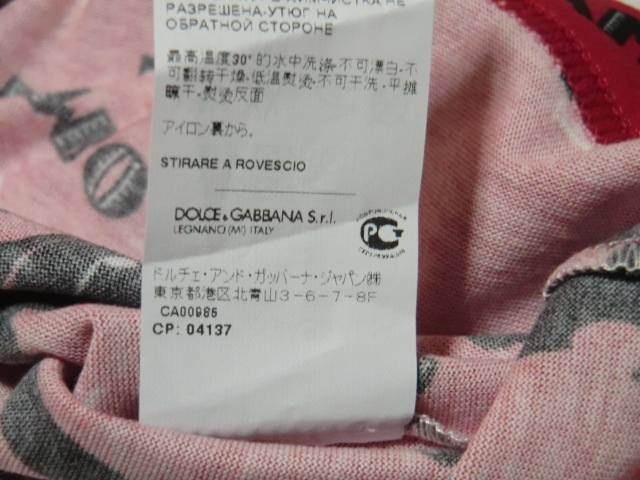 РАЗРЕШЕНА. УТЮГ НА
ОБРАТНОЙ СТОРОНЕ
最高温度30°的水中洗涤-不可漂白-不
可翻转干燥-低温熨烫-不可干洗-平摊
晾干-熨烫反面
アイロン裏から。
STIRARE A ROVESCIO
DOLCE & GABBANA S.r.l.
LEGNANO (MI) ITALY
PG
ドルチェ・アンド・ガッバーナ・ジャパン㈱
東京都港区北青山3-6-7-8F
CA00985
CP: 04137